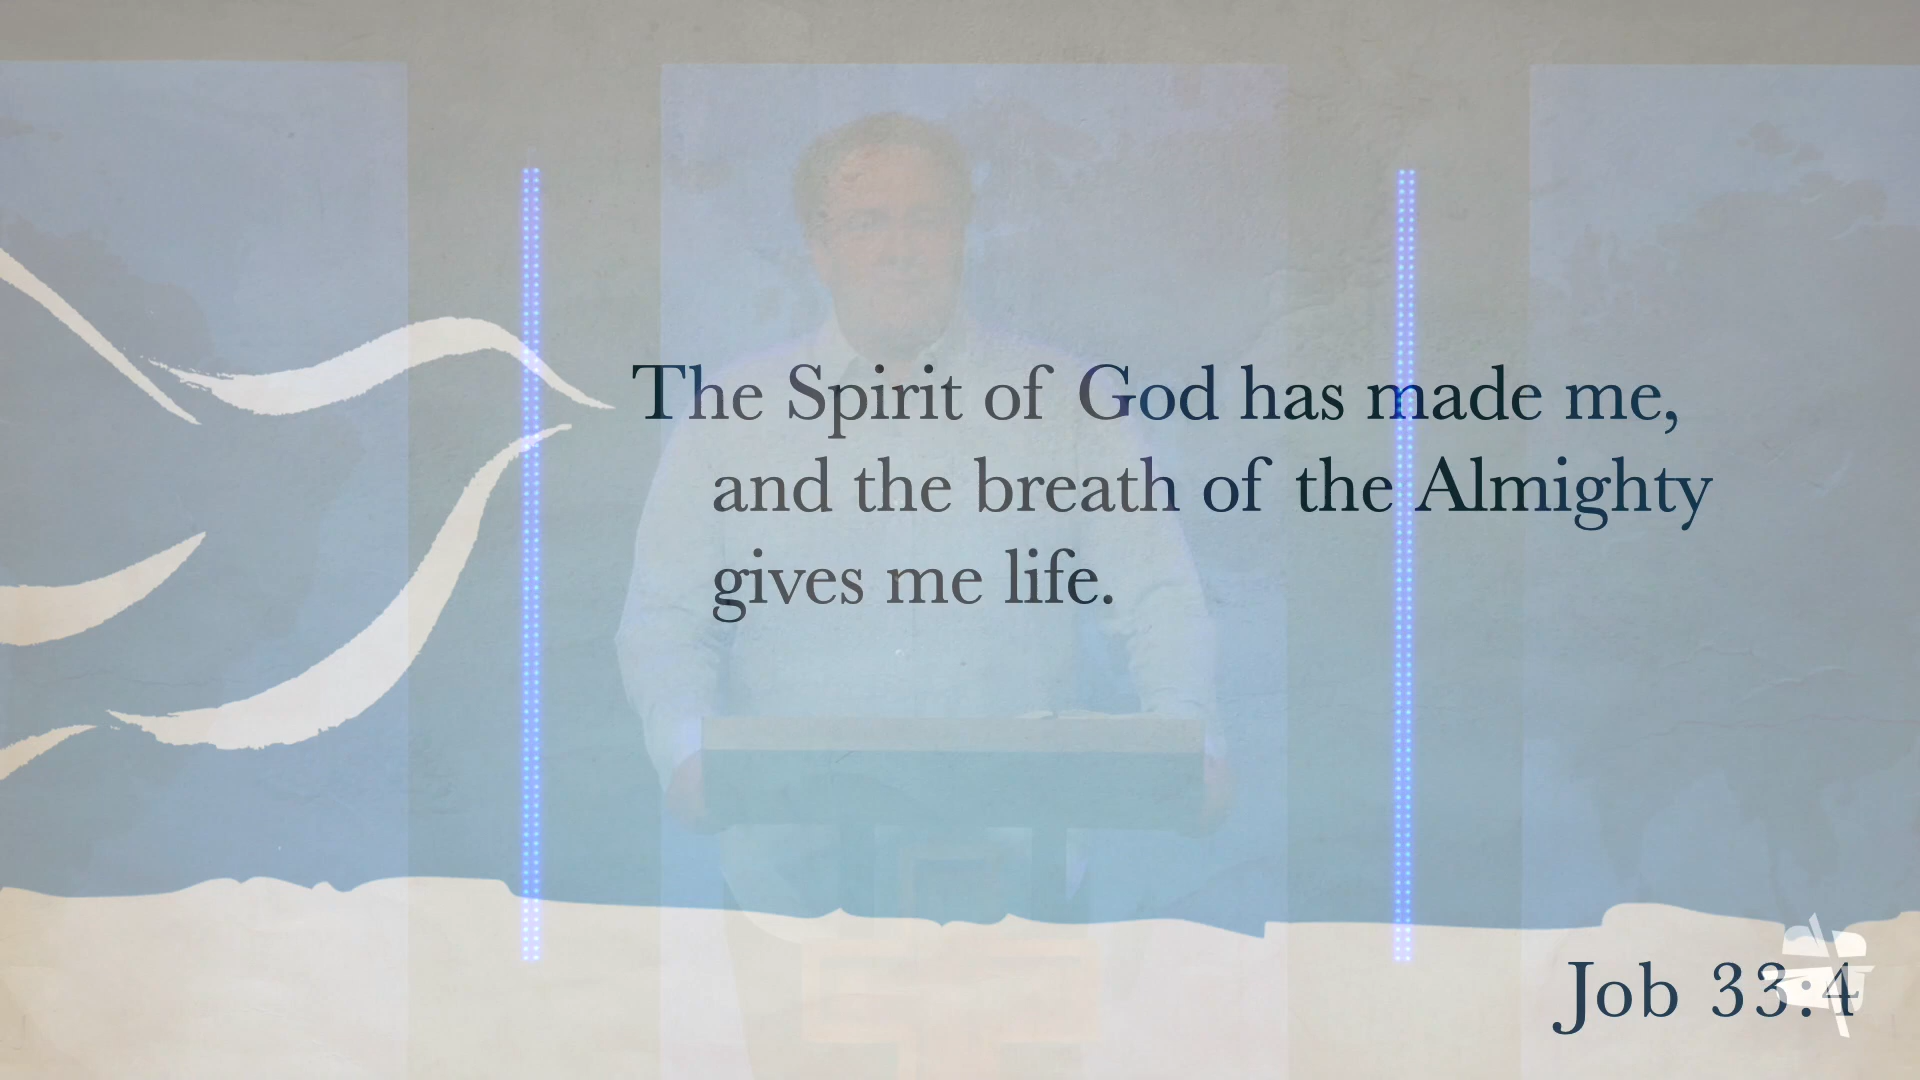 The Spirit of God has made me,
and the breath of the Almighty
gives me life.
Job 33:4